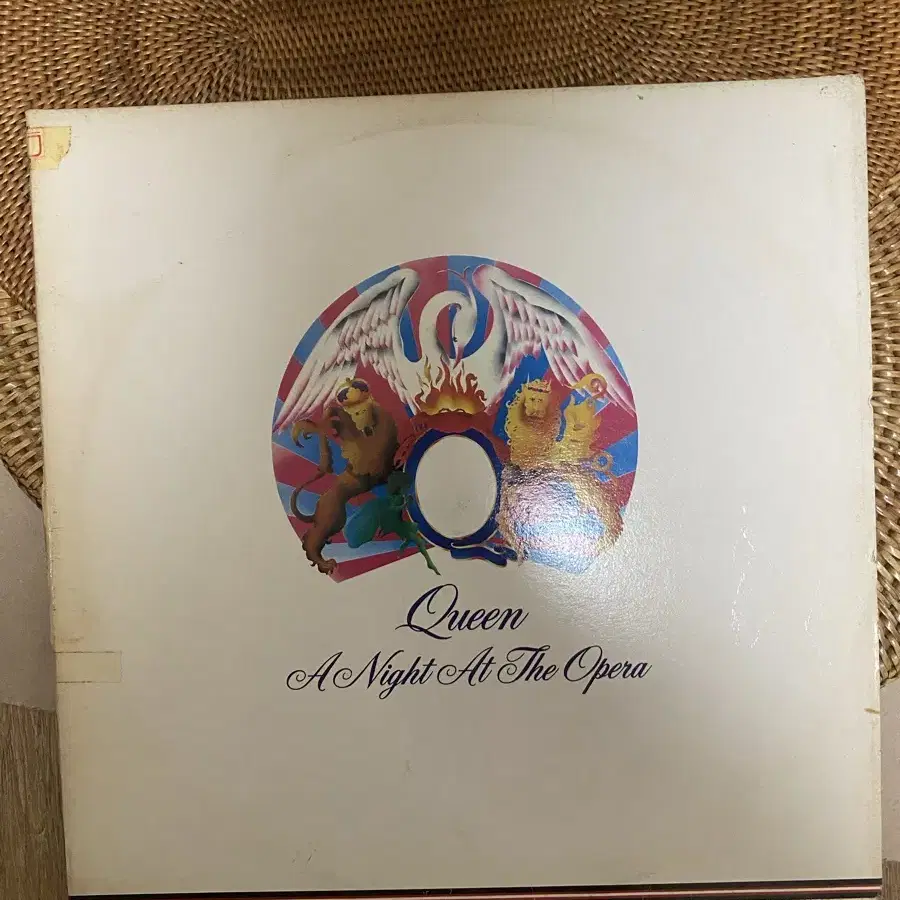 Queen
A Night At The Opera